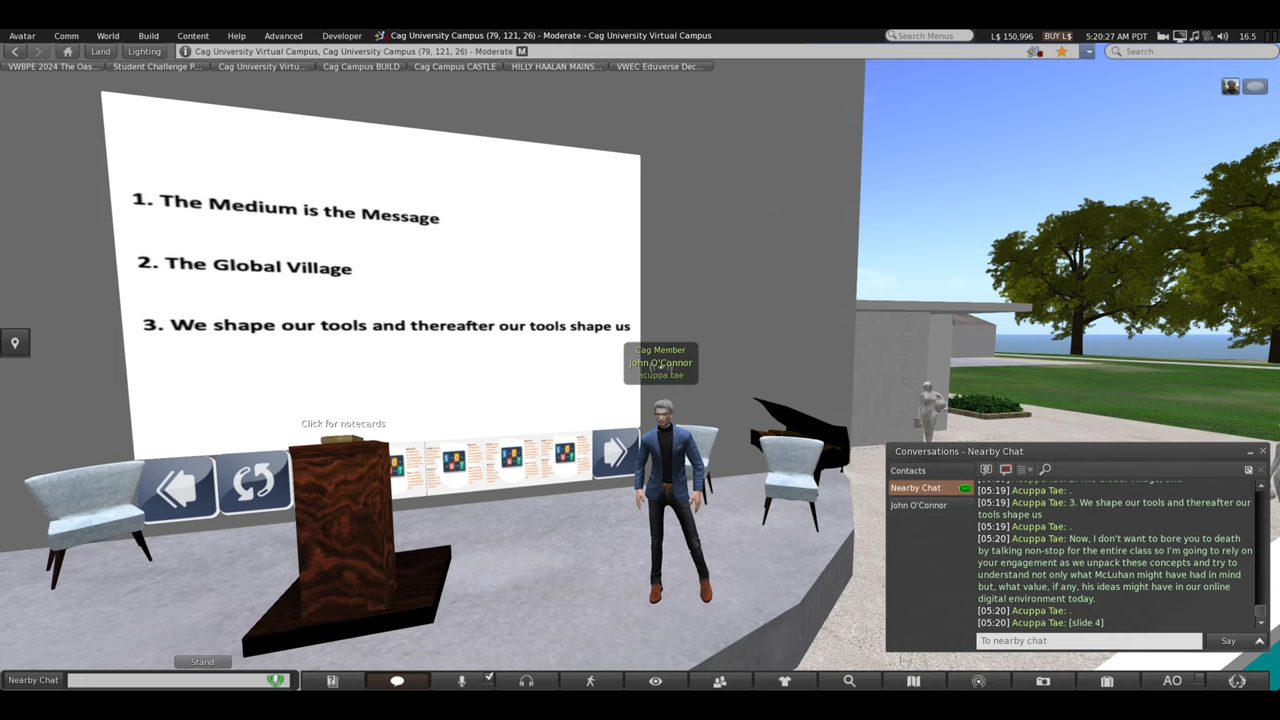 Avatar Comm World Build Content Help Advanced Developer Cag University Campus (79, 121, 26) - Moderate - Cag University Virtual Campus Search Menus L$ 150,996 BUY L$ 5:20:27 AM PDT 16.5
Land Lighting Cag University Virtual Campus, Cag University Campus (79, 121, 26) - Moderate M Search
VWBPE 2024 The Oas... Student Challenge P... Cag University Virtu... Cag Campus BUILD Cag Campus CASTLE HILLY HAALAN MAINS... VWEC Eduverse Dec...
1. The Medium is the Message
2. The Global Village
3. We shape our tools and thereafter our tools shape us
Cag Member
John O'Connor
acuppa.tae
Click for notecards
Conversations - Nearby Chat
Contacts
Nearby Chat
John O'Connor
[05:19] Acuppa Tae: .
[05:19] Acuppa Tae: 3. We shape our tools and thereafter our
tools shape us
[05:19] Acuppa Tae: .
[05:20] Acuppa Tae: Now, I don't want to bore you to death
by talking non-stop for the entire class so I'm going to rely on
your engagement as we unpack these concepts and try to
understand not only what McLuhan might have had in mind
but, what value, if any, his ideas might have in our online
digital environment today.
[05:20] Acuppa Tae: .
[05:20] Acuppa Tae: [slide 4]
To nearby chat Say
Stand
Nearby Chat AO